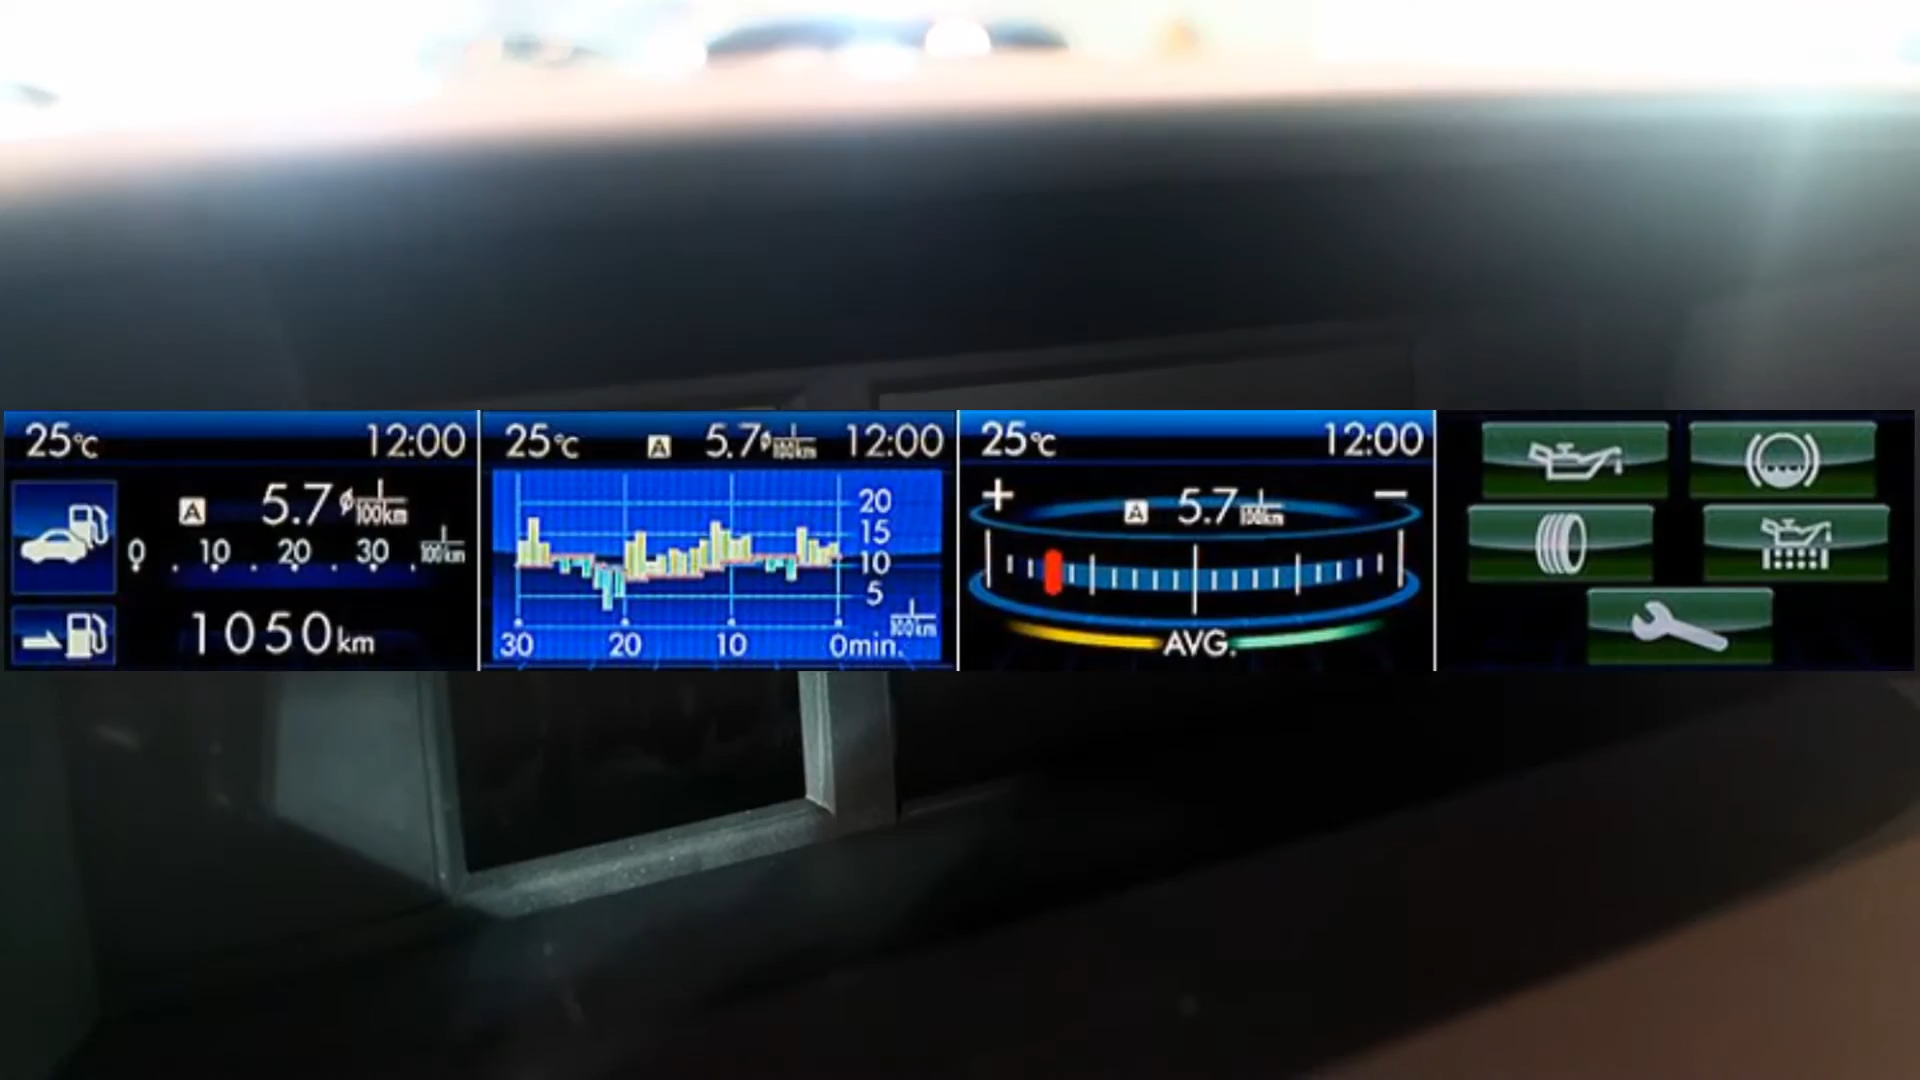 25°C 12:00
A 5.7 ø l/100km
0 10 20 30 l/100km
1050km
25°C A 5.7 ø l/100km 12:00
20
15
10
5
l/100km
30 20 10 0min.
25°C 12:00
+ A 5.7 l/100km −
AVG.